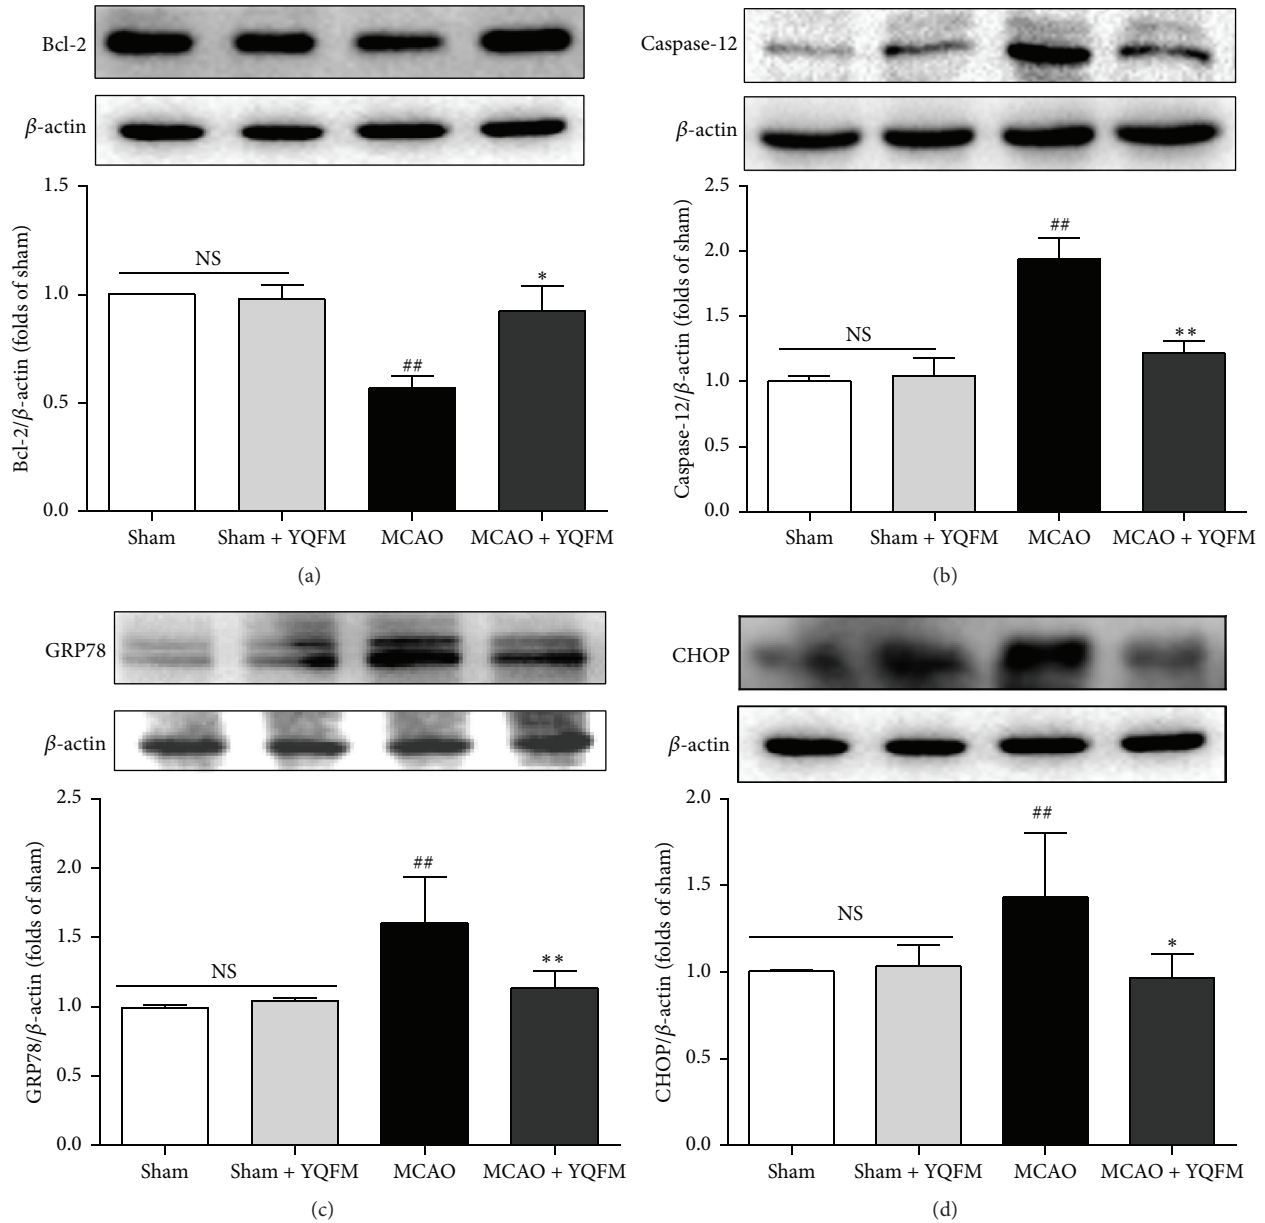 Bcl-2
β-actin
1.5
1.0
0.5
0.0
Bcl-2/β-actin (folds of sham)
NS
##
*
Sham
Sham + YQFM
MCAO
MCAO + YQFM
(a)
Caspase-12
β-actin
2.5
2.0
1.5
1.0
0.5
0.0
Caspase-12/β-actin (folds of sham)
NS
##
**
Sham
Sham + YQFM
MCAO
MCAO + YQFM
(b)
GRP78
β-actin
2.5
2.0
1.5
1.0
0.5
0.0
GRP78/β-actin (folds of sham)
NS
##
**
Sham
Sham + YQFM
MCAO
MCAO + YQFM
(c)
CHOP
β-actin
2.0
1.5
1.0
0.5
0.0
CHOP/β-actin (folds of sham)
NS
##
*
Sham
Sham + YQFM
MCAO
MCAO + YQFM
(d)